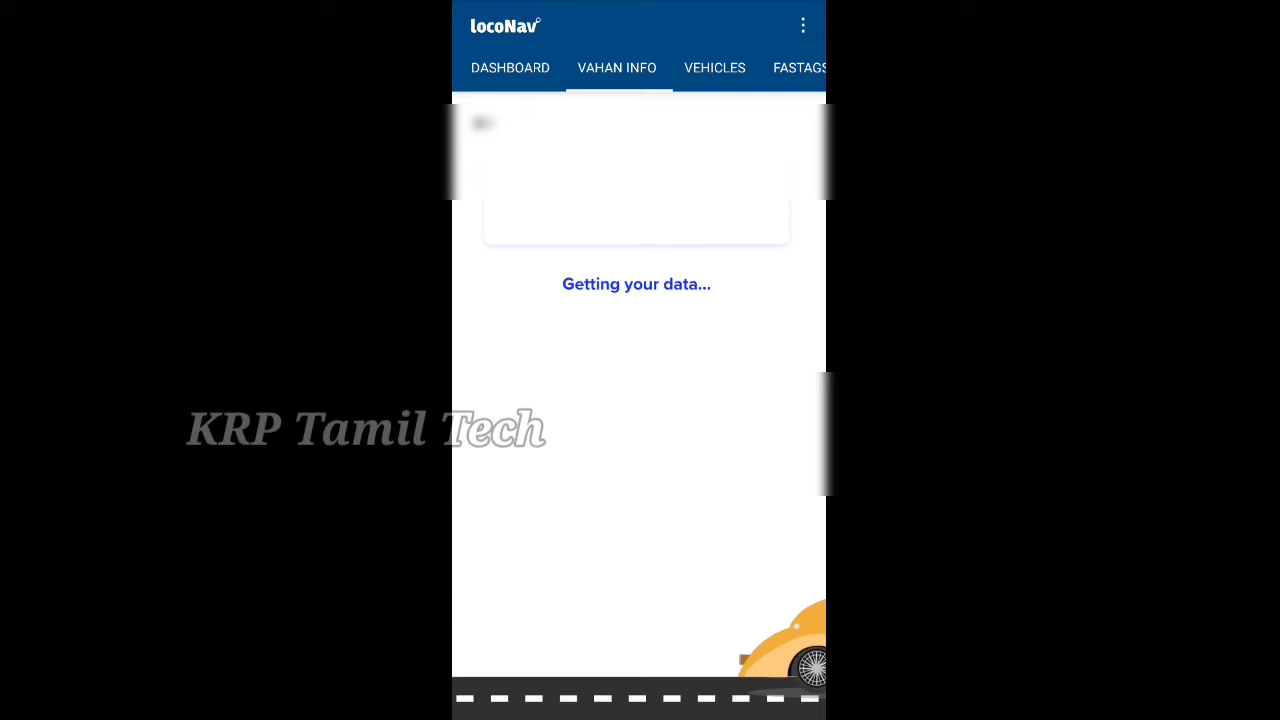 locoNav
DASHBOARD VAHAN INFO VEHICLES FASTAGS
Getting your data...
KRP Tamil Tech